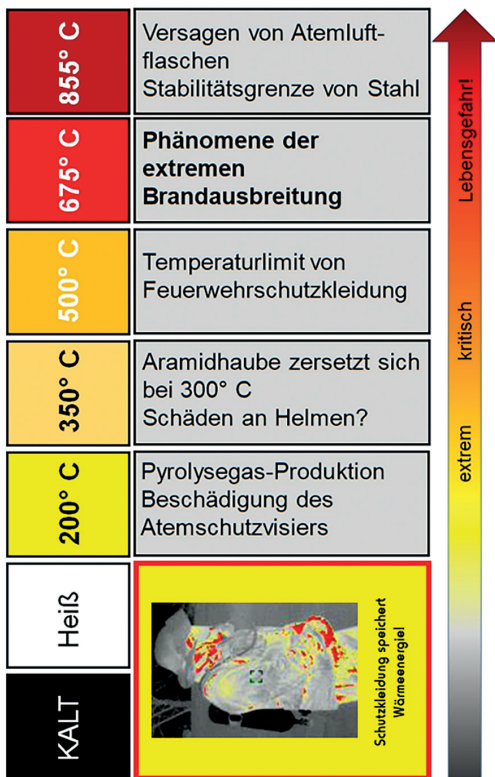 855° C
Versagen von Atemluft-
flaschen
Stabilitätsgrenze von Stahl
675° C
Phänomene der
extremen
Brandausbreitung
500° C
Temperaturlimit von
Feuerwehrschutzkleidung
350° C
Aramidhaube zersetzt sich
bei 300° C
Schäden an Helmen?
200° C
Pyrolysegas-Produktion
Beschädigung des
Atemschutzvisiers
Heiß
KALT
Schutzkleidung speichert
Wärmeenergie!
Lebensgefahr!
kritisch
extrem